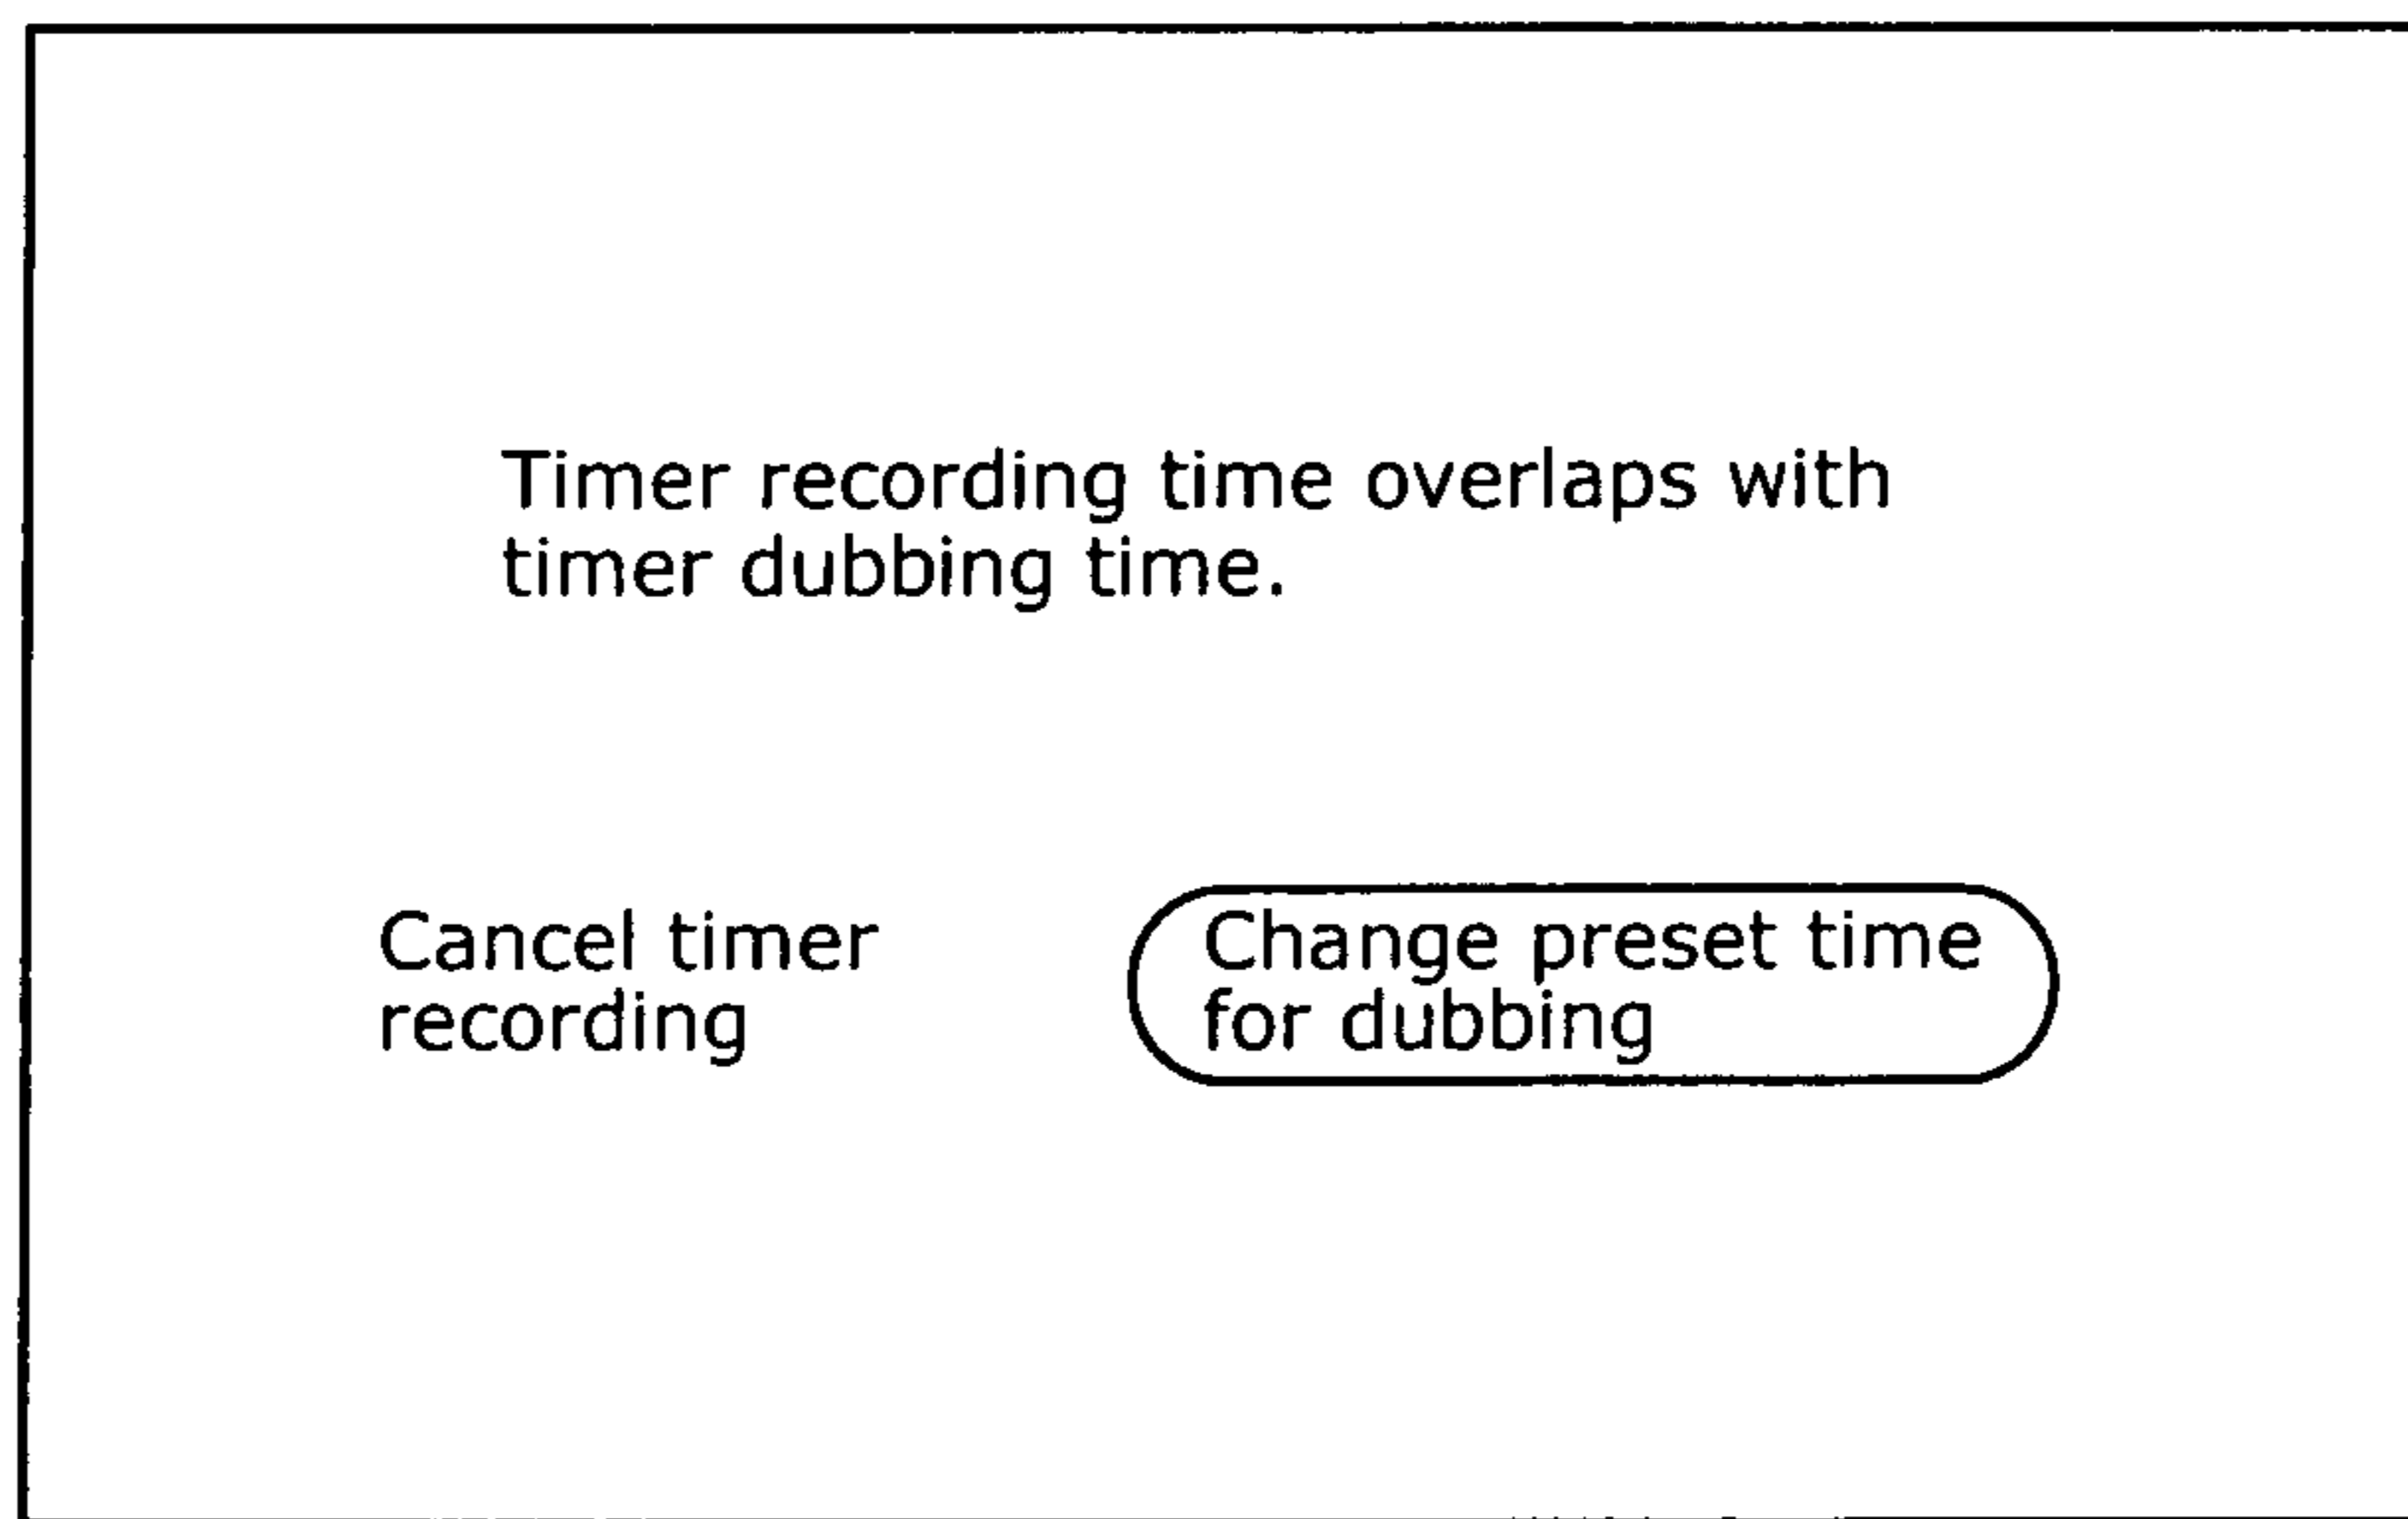 Timer recording time overlaps with
timer dubbing time.
Cancel timer
recording
Change preset time
for dubbing